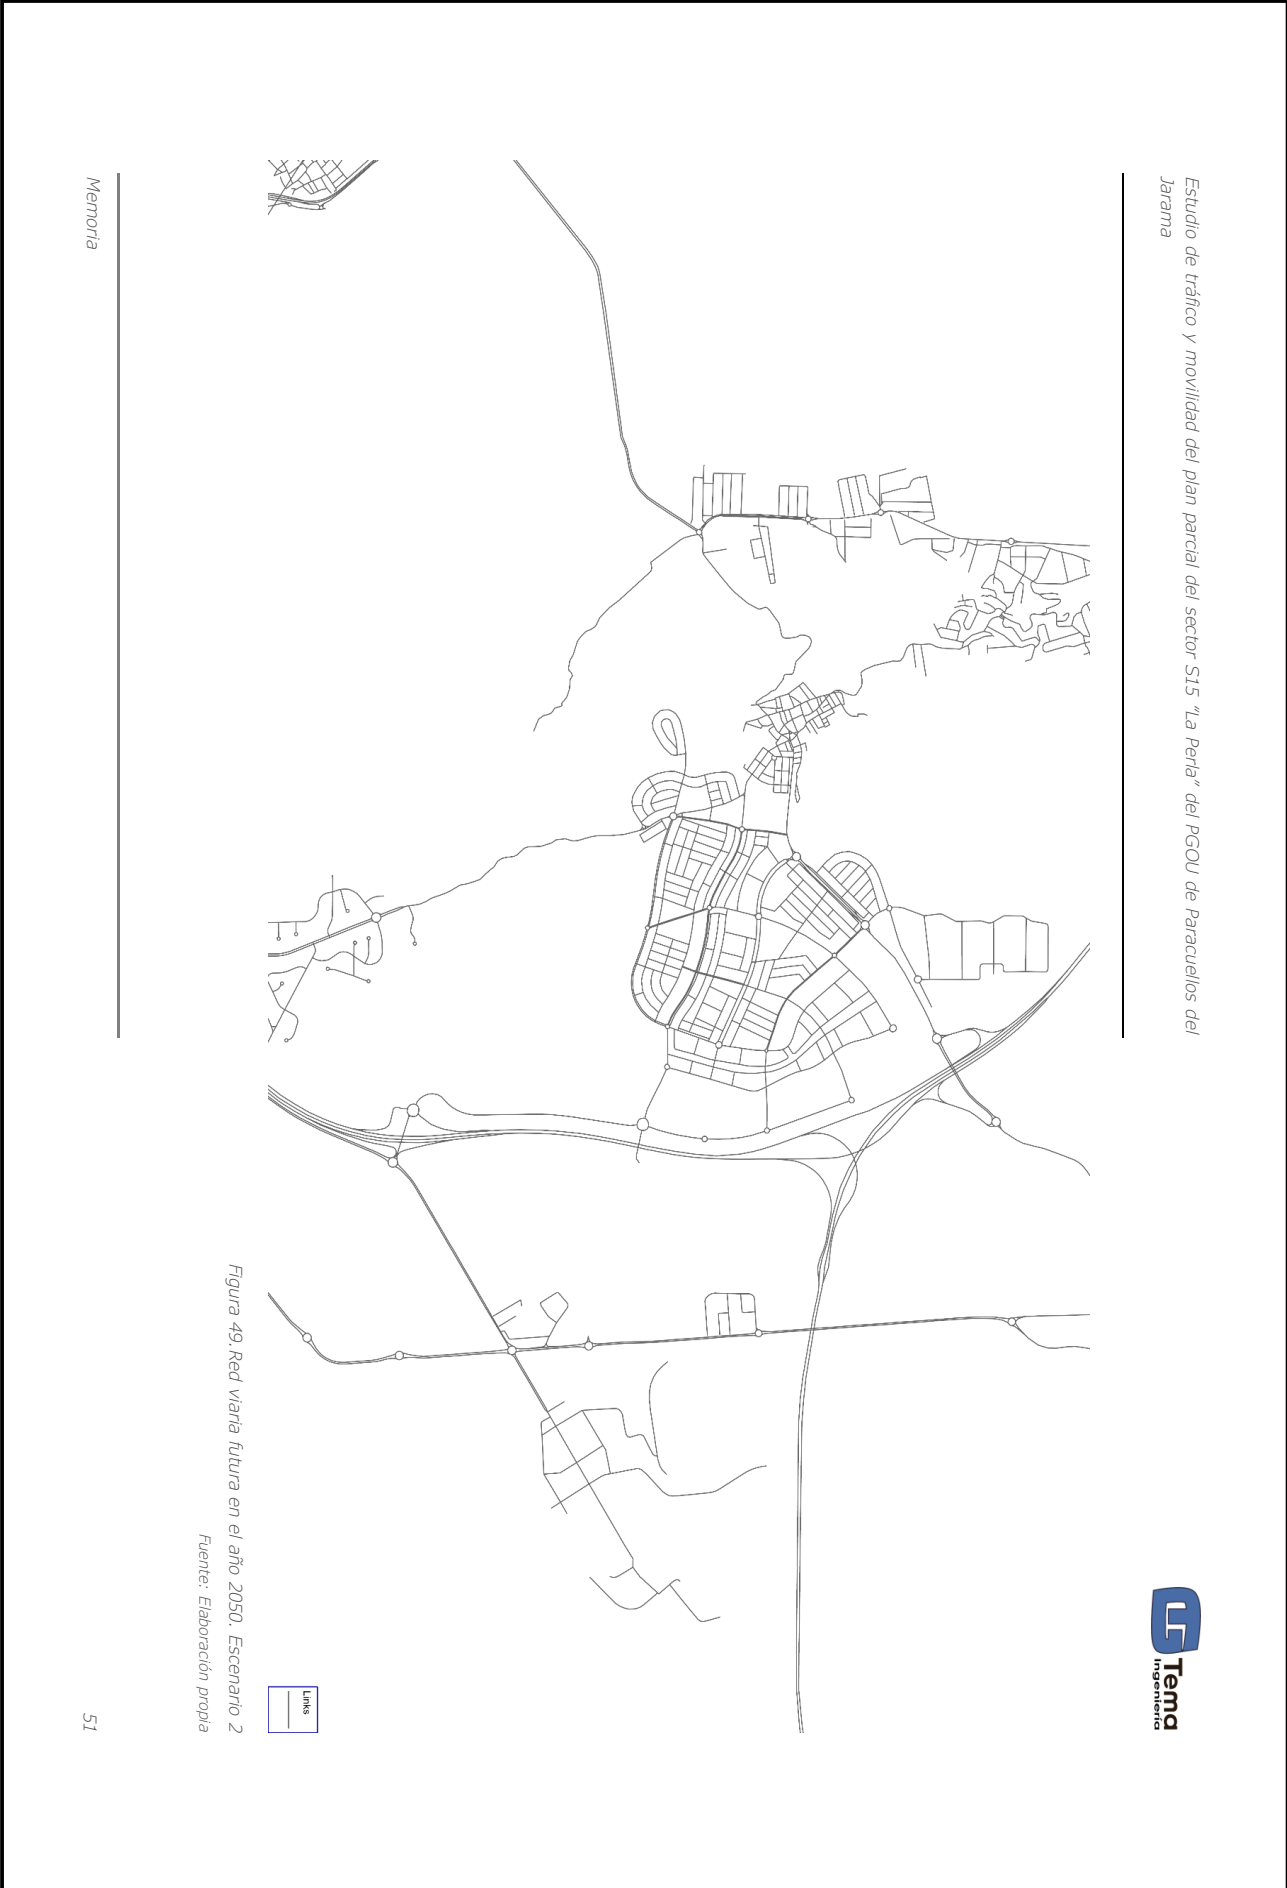 Estudio de tráfico y movilidad del plan parcial del sector S15 "La Perla" del PGOU de Paracuellos del
Jarama
Tema
Ingeniería
Links
Figura 49. Red viaria futura en el año 2050. Escenario 2
Fuente: Elaboración propia
Memoria
51